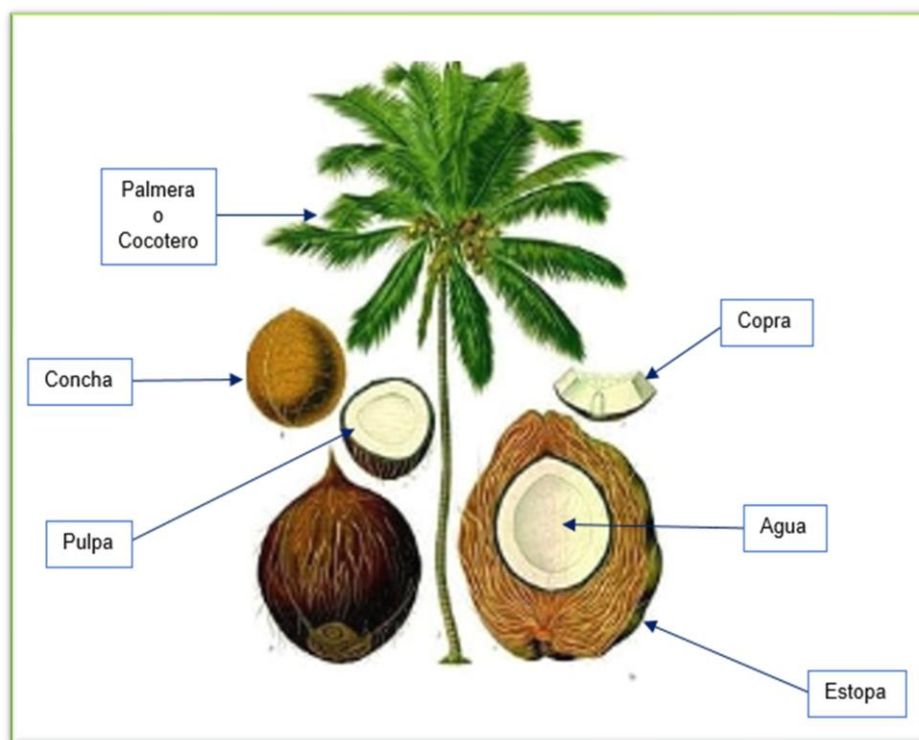 Palmera
o
Cocotero
Copra
Concha
Pulpa
Agua
Estopa